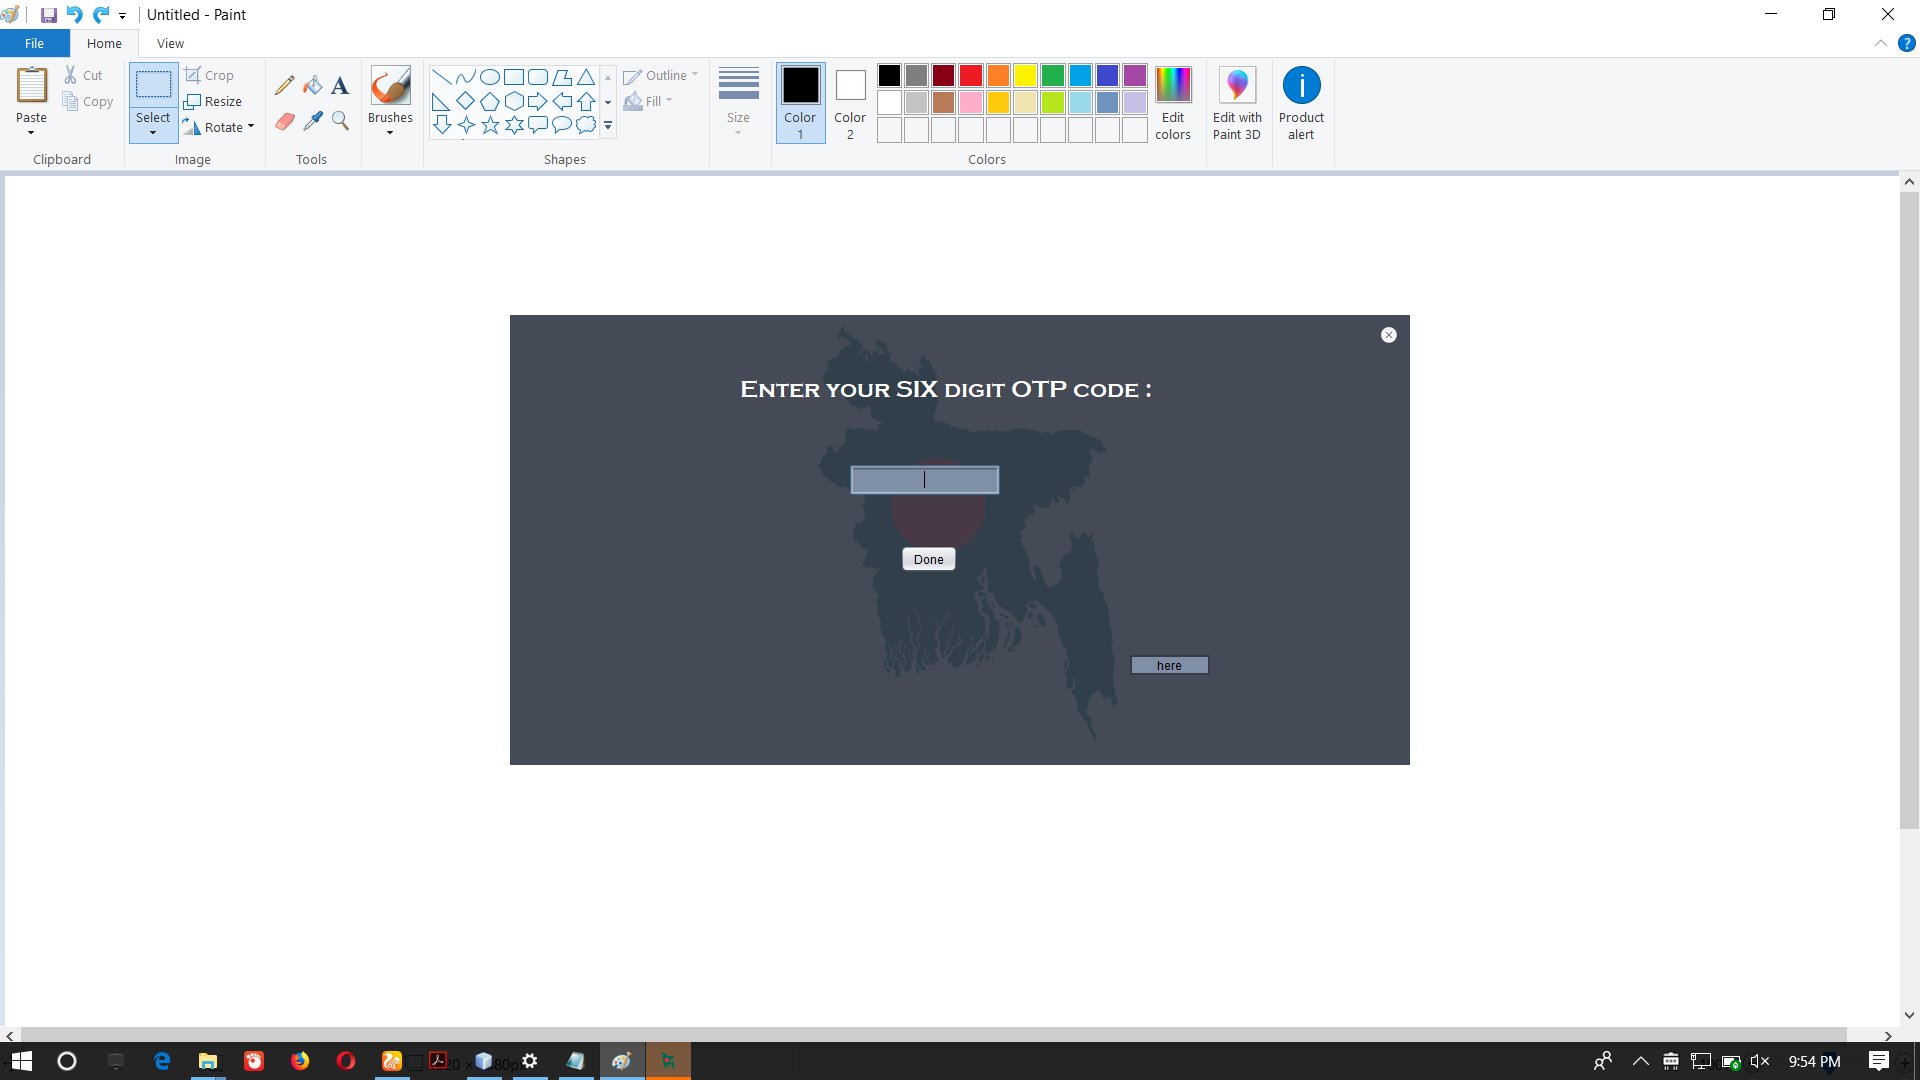 Untitled - Paint
File
Home
View
Paste
Cut
Copy
Clipboard
Select
Crop
Resize
Rotate
Image
A
Tools
Brushes
Outline
Fill
Shapes
Size
Color
1
Color
2
Edit
colors
Colors
Edit with
Paint 3D
Product
alert
Enter your SIX digit OTP code :
Done
here
9:54 PM